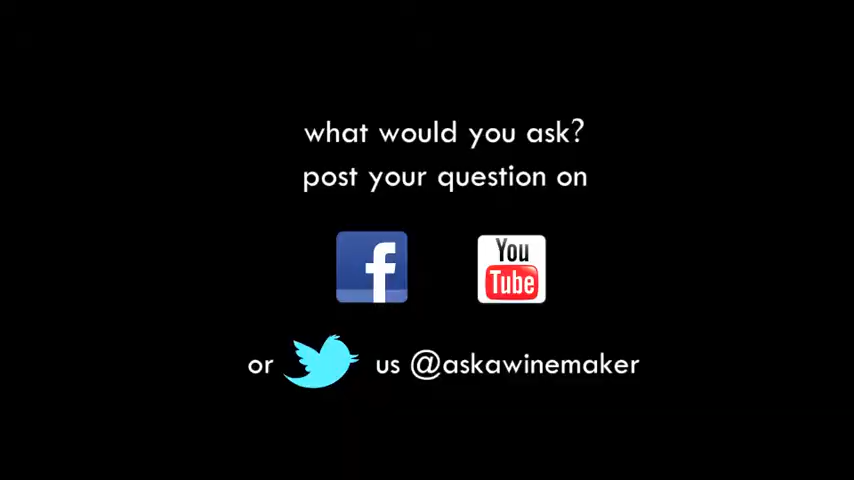 what would you ask?
post your question on
f
You
Tube
or us @askawinemaker